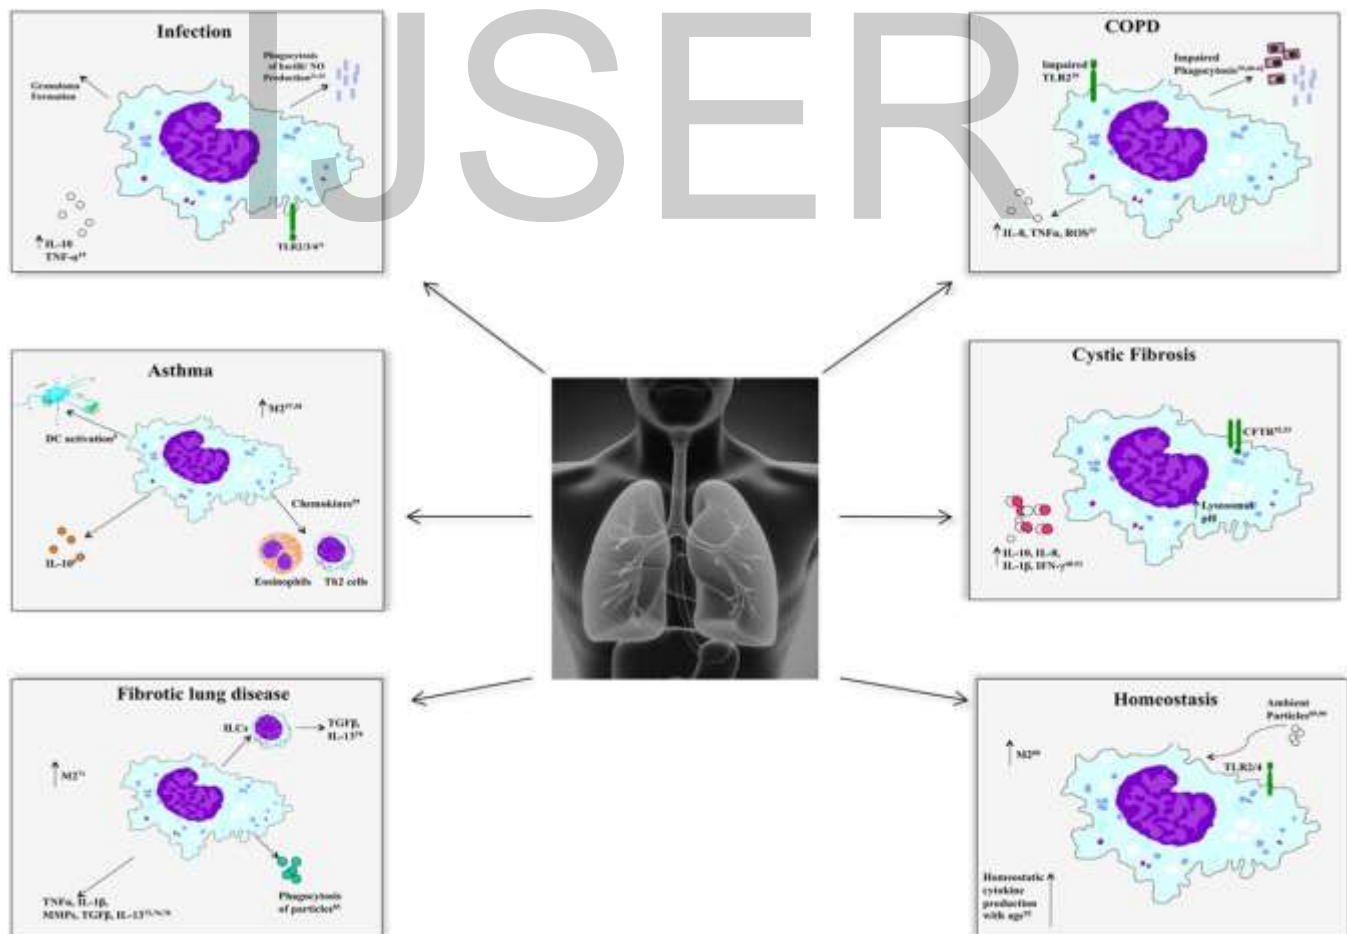 IJSER
Infection
Phagocytosis
of bacilli/ NO
Production
Granuloma
Formation
↑ IL-10
TNF-α
TLR2/3/4
COPD
Impaired
TLR2
Impaired
Phagocytosis
↑ IL-8, TNFα, ROS
Asthma
↑ M2
DC activation
Chemokines
IL-10
Eosinophils Th2 cells
Cystic Fibrosis
CFTR
↑ Lysosomal
pH
↑ IL-10, IL-8,
IL-1β, IFN-γ
Fibrotic lung disease
ILCs
TGFβ,
IL-13
↑ M2
TNFα, IL-1β,
MMPs, TGFβ, IL-13
Phagocytosis
of particles
Homeostasis
Ambient
Particles
↑ M2
TLR2/4
Homeostatic ↑
cytokine
production
with age